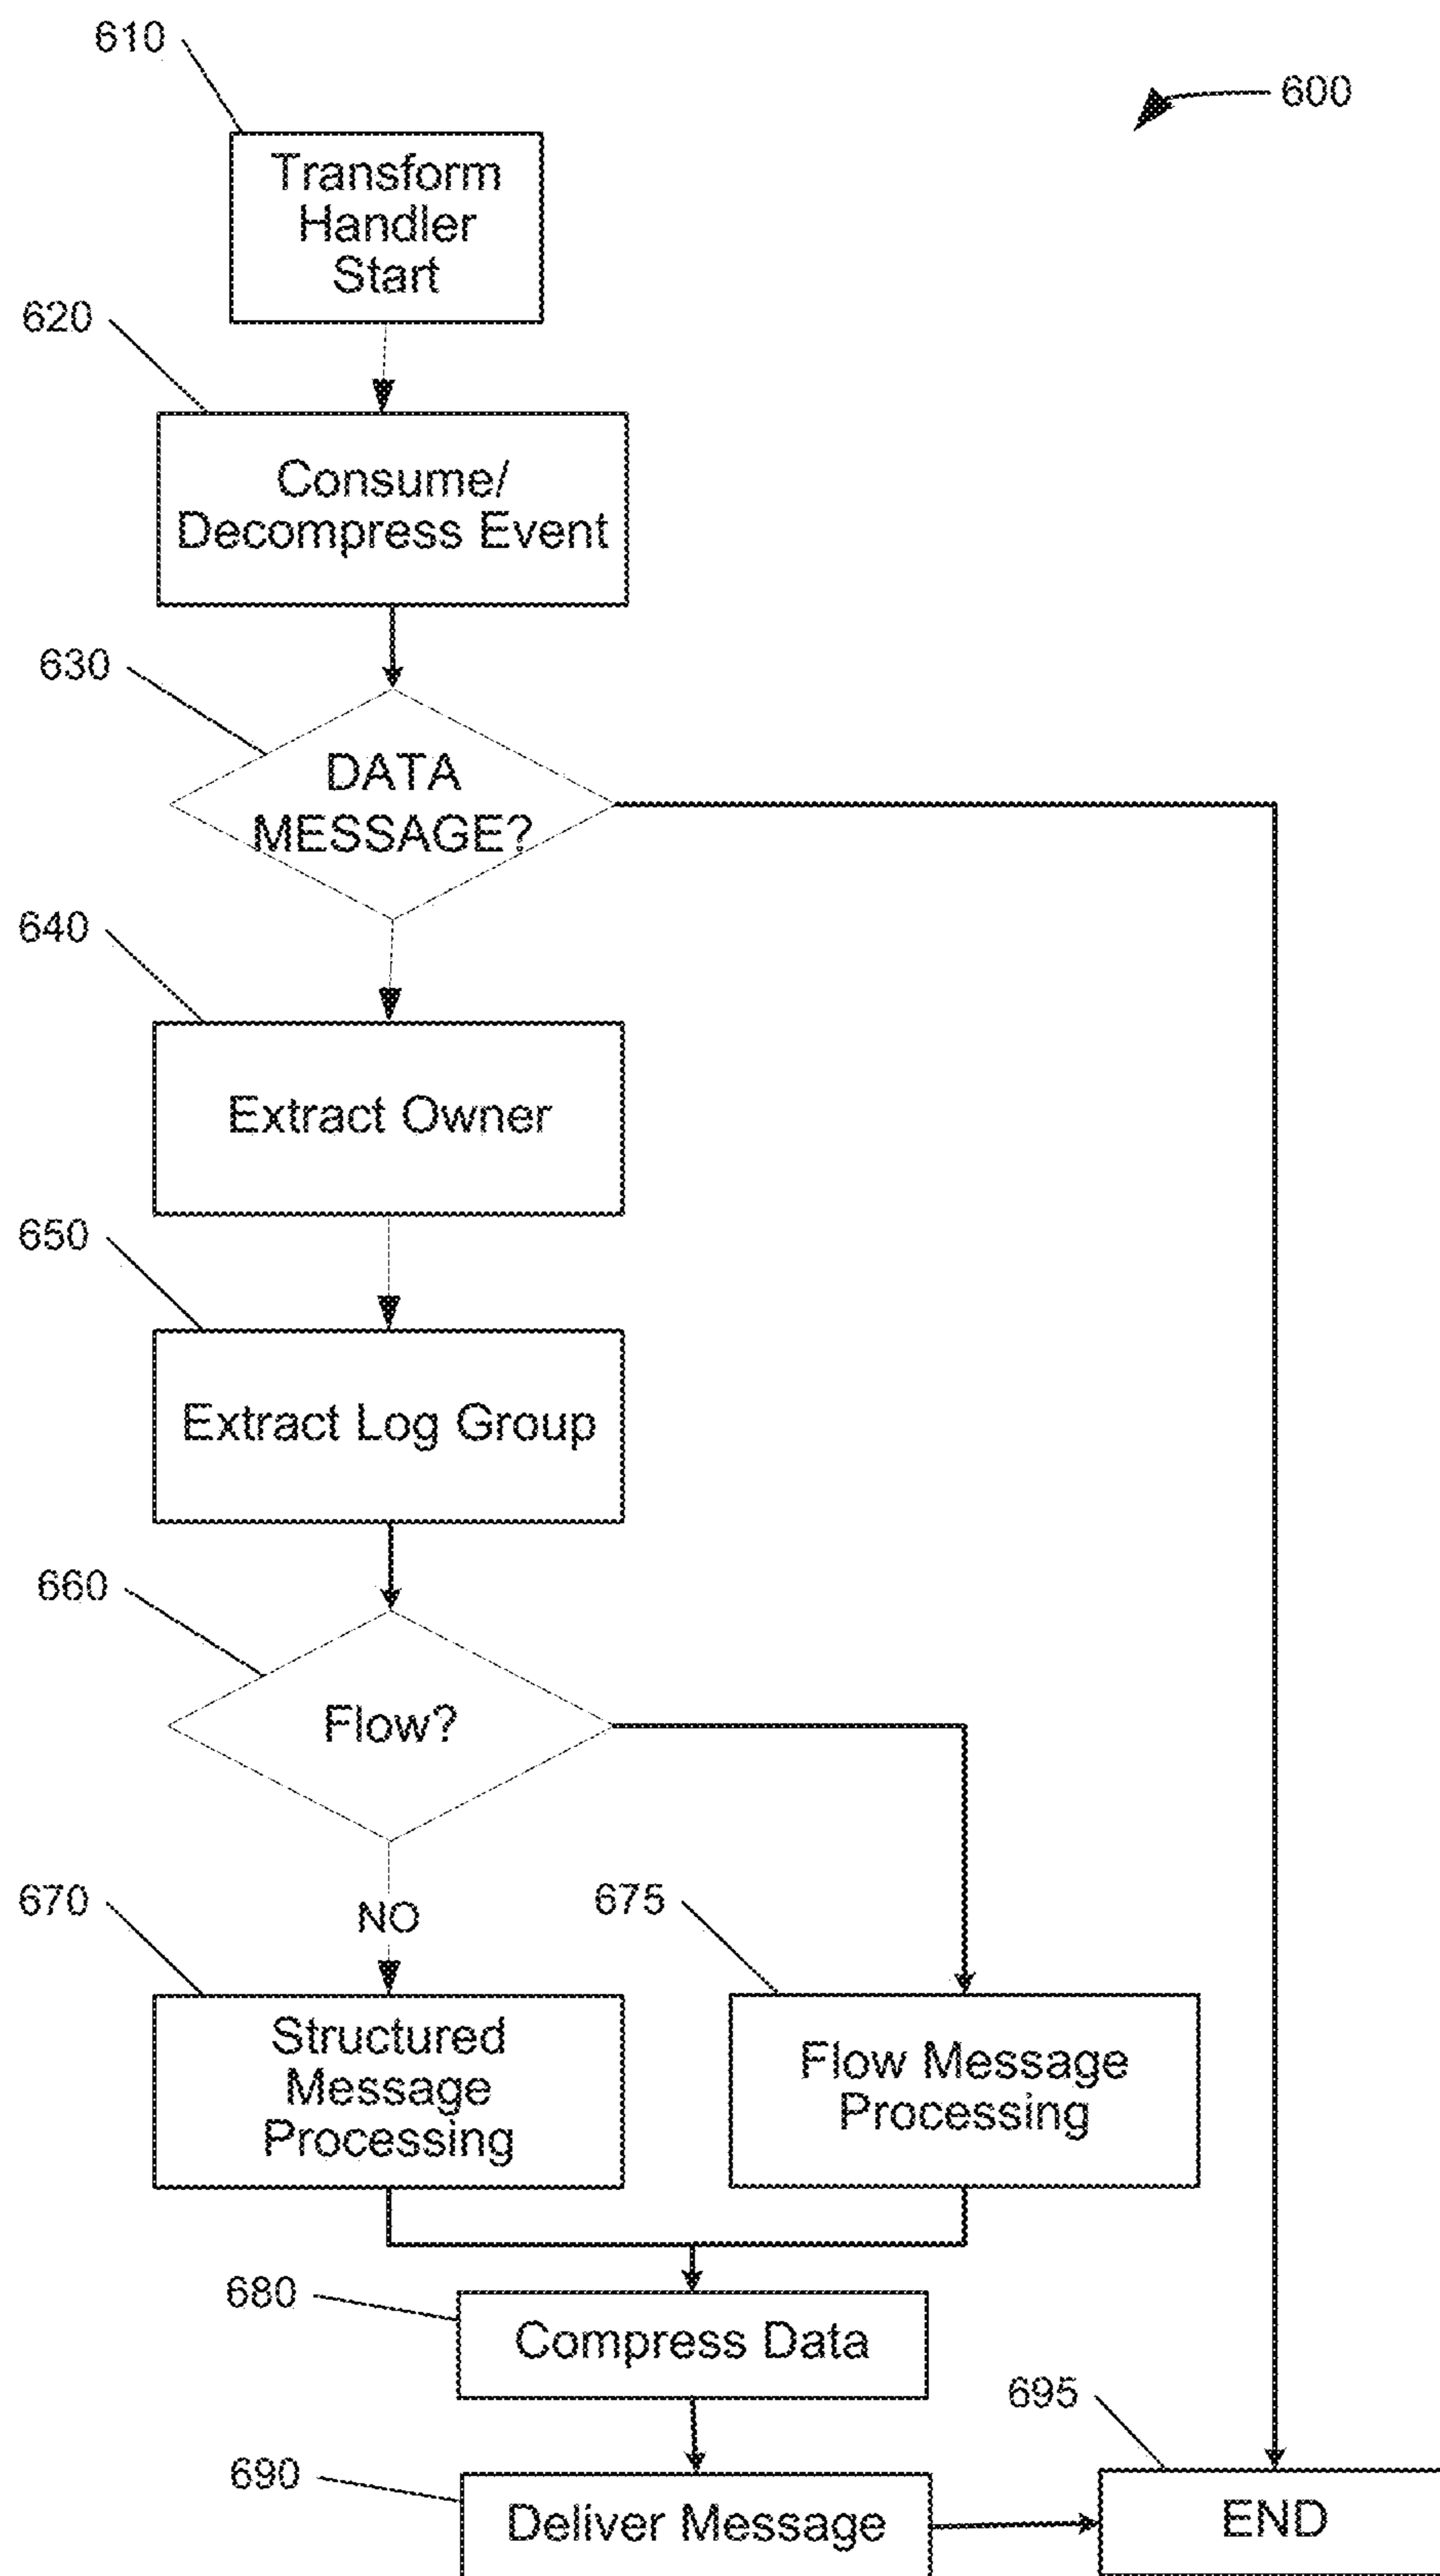 610
600
Transform
Handler
Start
620
Consume/
Decompress Event
630
DATA
MESSAGE?
640
Extract Owner
650
Extract Log Group
660
Flow?
NO
670
675
Structured
Message
Processing
Flow Message
Processing
680
Compress Data
695
690
Deliver Message
END